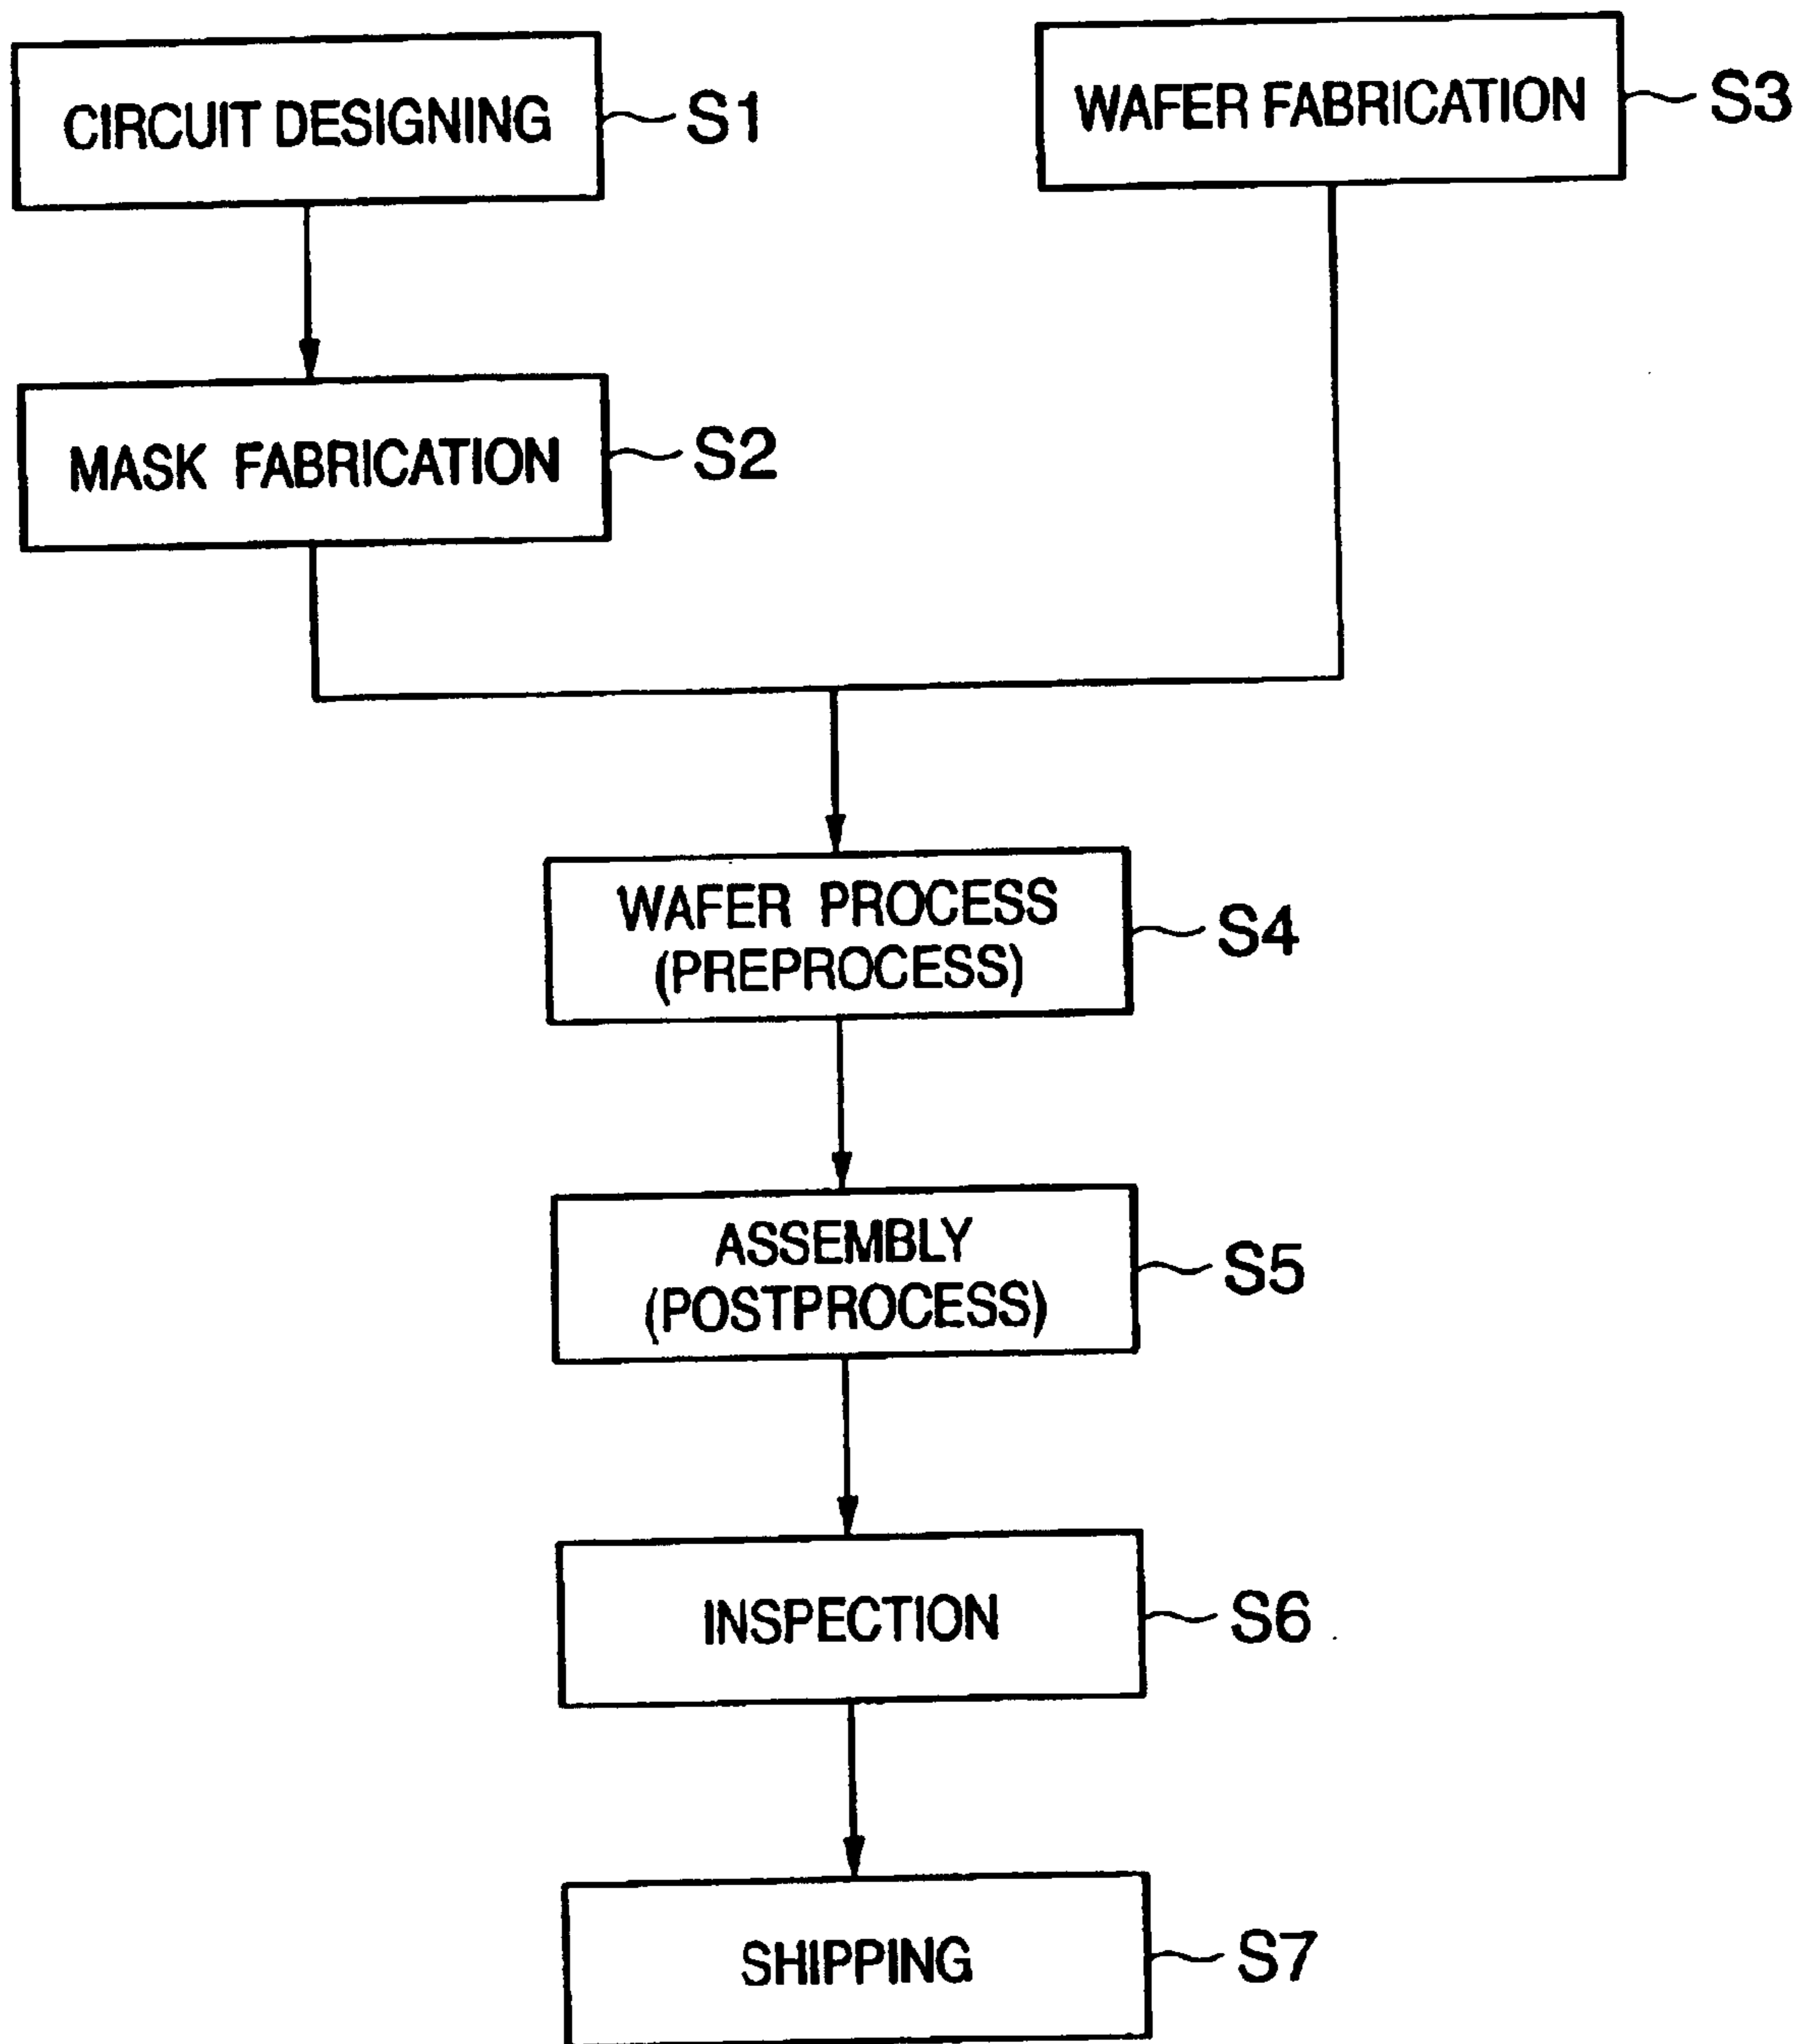 CIRCUIT DESIGNING
S1
WAFER FABRICATION
S3
MASK FABRICATION
S2
WAFER PROCESS
(PREPROCESS)
S4
ASSEMBLY
(POSTPROCESS)
S5
INSPECTION
S6
SHIPPING
S7